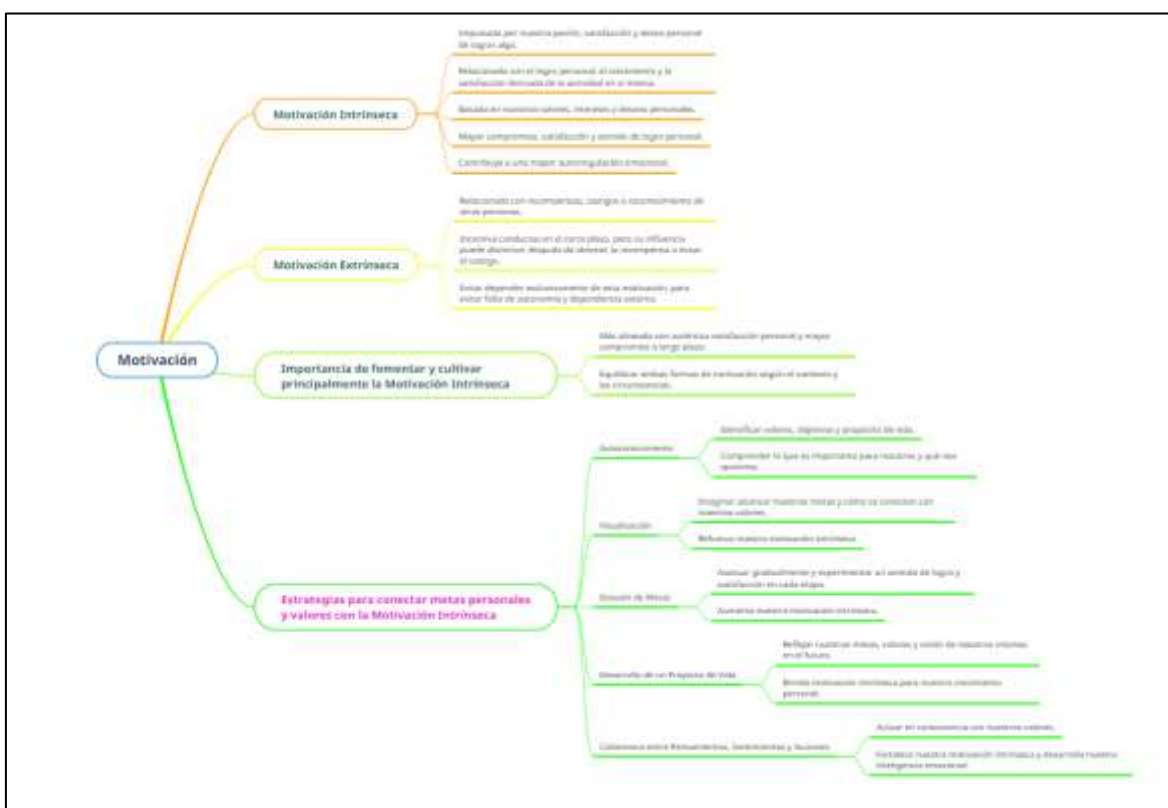 Impulsada por nuestra pasión, satisfacción y deseo personal
de lograr algo.
Relacionada con el logro personal, el crecimiento y la
satisfacción derivada de la actividad en sí misma.
Motivación Intrínseca
Basada en nuestros valores, intereses y deseos personales.
Mayor compromiso, satisfacción y sentido de logro personal.
Contribuye a una mayor autorregulación emocional.
Relacionada con recompensas, castigos o reconocimiento de
otras personas.
Motivación Extrínseca
Incentiva conductas en el corto plazo, pero su influencia
puede disminuir después de obtener la recompensa o evitar
el castigo.
Evitar depender exclusivamente de esta motivación para
evitar falta de autonomía y dependencia externa.
Motivación
Importancia de fomentar y cultivar
principalmente la Motivación Intrínseca
Más alineada con auténtica satisfacción personal y mayor
compromiso a largo plazo.
Equilibrar ambas formas de motivación según el contexto y
las circunstancias.
Estrategias para conectar metas personales
y valores con la Motivación Intrínseca
Autoconocimiento
Identificar valores, objetivos y propósito de vida.
Comprender lo que es importante para nosotros y qué nos
apasiona.
Visualización
Imaginar alcanzar nuestras metas y cómo se conectan con
nuestros valores.
Refuerza nuestra motivación intrínseca.
División de Metas
Avanzar gradualmente y experimentar un sentido de logro y
satisfacción en cada etapa.
Aumenta nuestra motivación intrínseca.
Desarrollo de un Proyecto de Vida
Reflejar nuestras metas, valores y visión de nosotros mismos
en el futuro.
Brinda motivación intrínseca para nuestro crecimiento
personal.
Coherencia entre Pensamientos, Sentimientos y Acciones
Actuar en consonancia con nuestros valores.
Fortalece nuestra motivación intrínseca y desarrolla nuestra
inteligencia emocional.